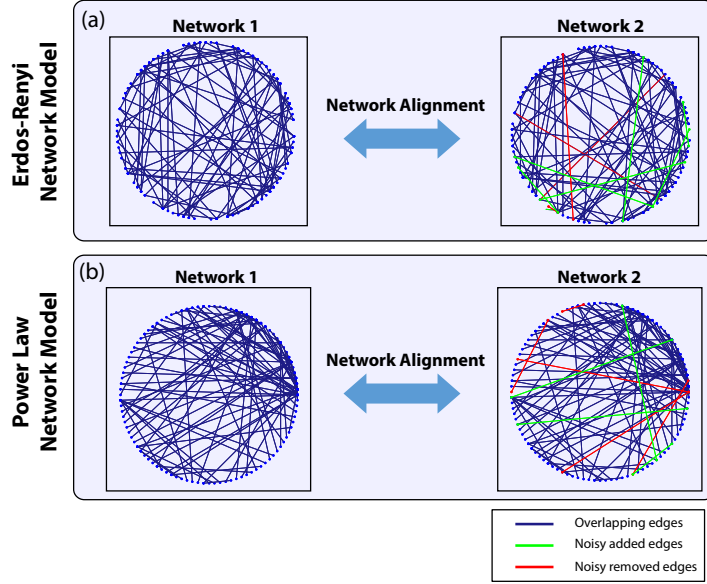 Erdos-Renyi
Network Model
(a)
Network 1
Network Alignment
Network 2
Power Law
Network Model
(b)
Network 1
Network Alignment
Network 2
Overlapping edges
Noisy added edges
Noisy removed edges